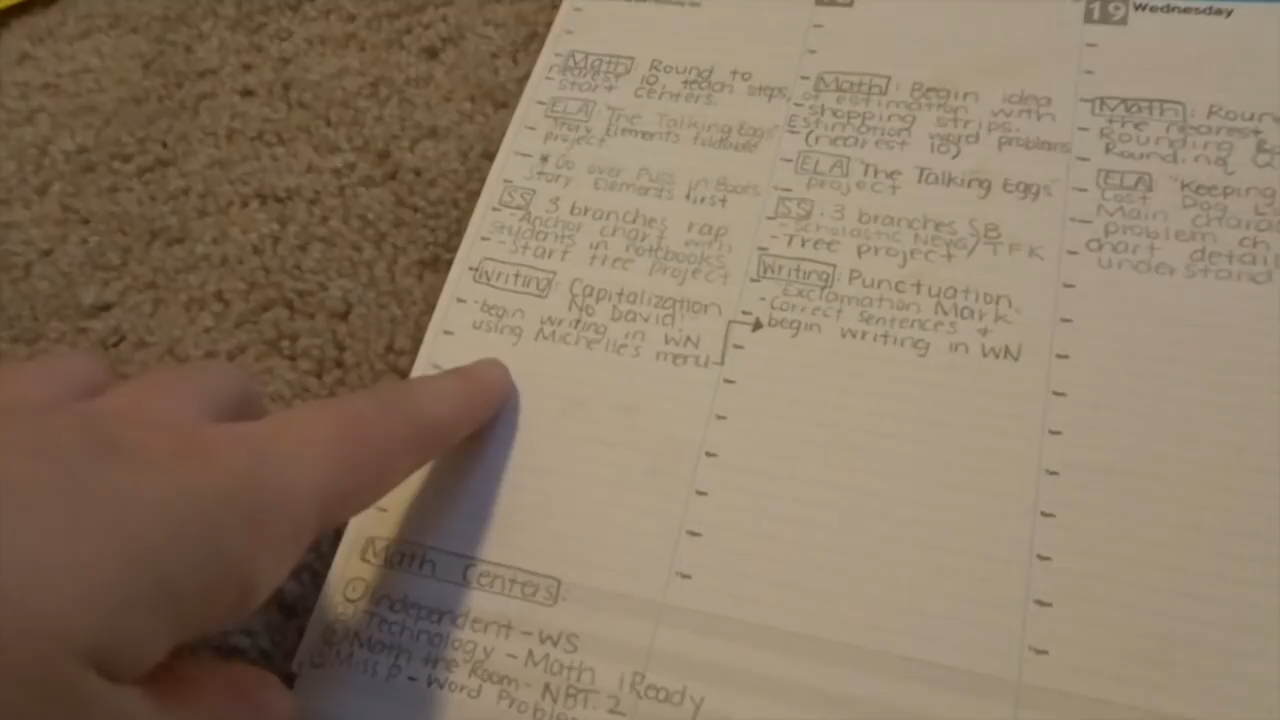 Math: Round to
nearest 10 teach steps,
start centers.
ELA: The Talking Eggs
Story Elements foldable
project
* Go over Puss in Boots
Story Elements first
SS: 3 branches rap
-Anchor chart with
students in notebooks
-Start tree project
Writing: Capitalization
No David!
-begin writing in WN
using Michelle's menu
Math: Begin idea
of estimation with
-shopping strips.
Estimation word problems
(nearest 10)
ELA The Talking Eggs
project
SS: 3 branches SB
-Scholastic News/TFK
-Tree project
Writing: Punctuation
-Exclamation Mark
-Correct sentences +
begin writing in WN
19 Wednesday
Math: Roun
the nearest
Rounding
Rounding
ELA: "Keeping
Lost Dog
Main chara
problem ch
chart detail
understand
Math Centers:
1 Independent-WS
Technology-Math iReady
Math the Room-NBT.2
Miss P-Word Proble